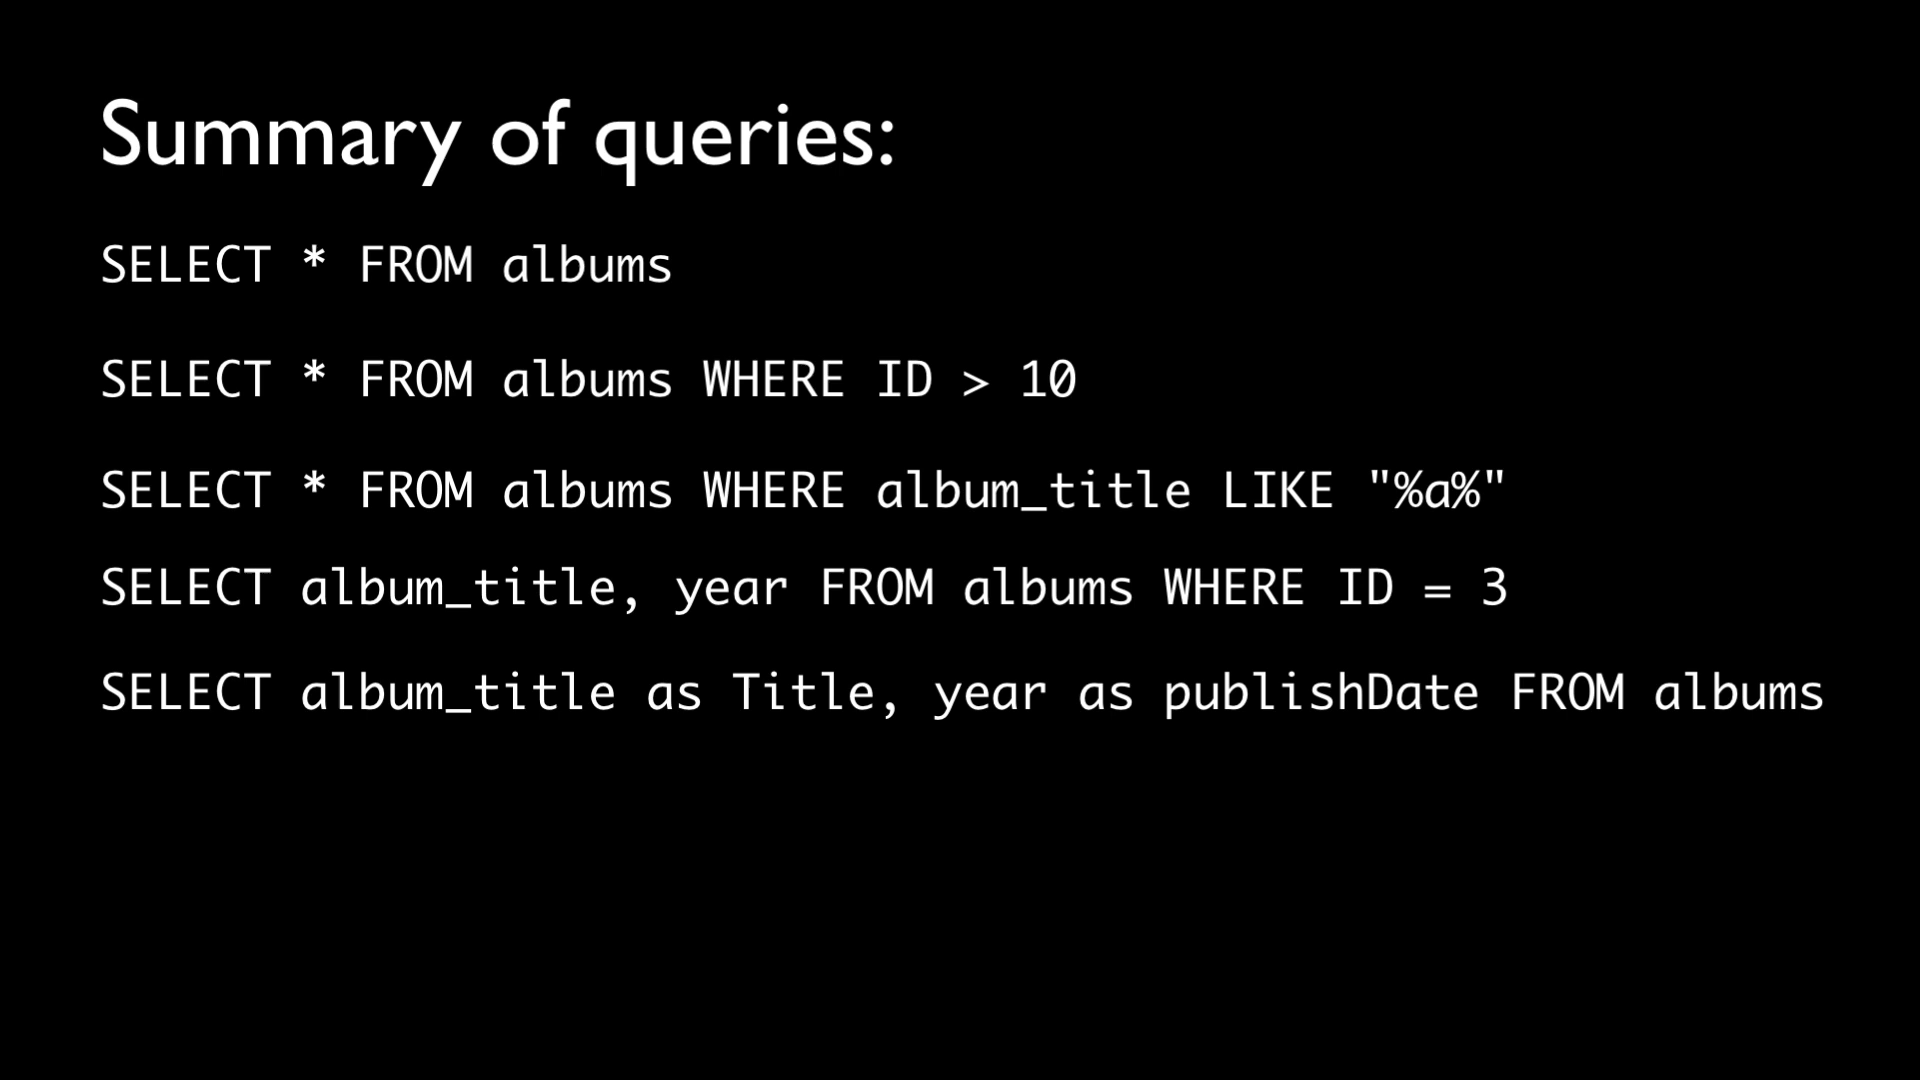 Summary of queries:
SELECT * FROM albums
SELECT * FROM albums WHERE ID > 10
SELECT * FROM albums WHERE album_title LIKE "%a%"
SELECT album_title, year FROM albums WHERE ID = 3
SELECT album_title as Title, year as publishDate FROM albums